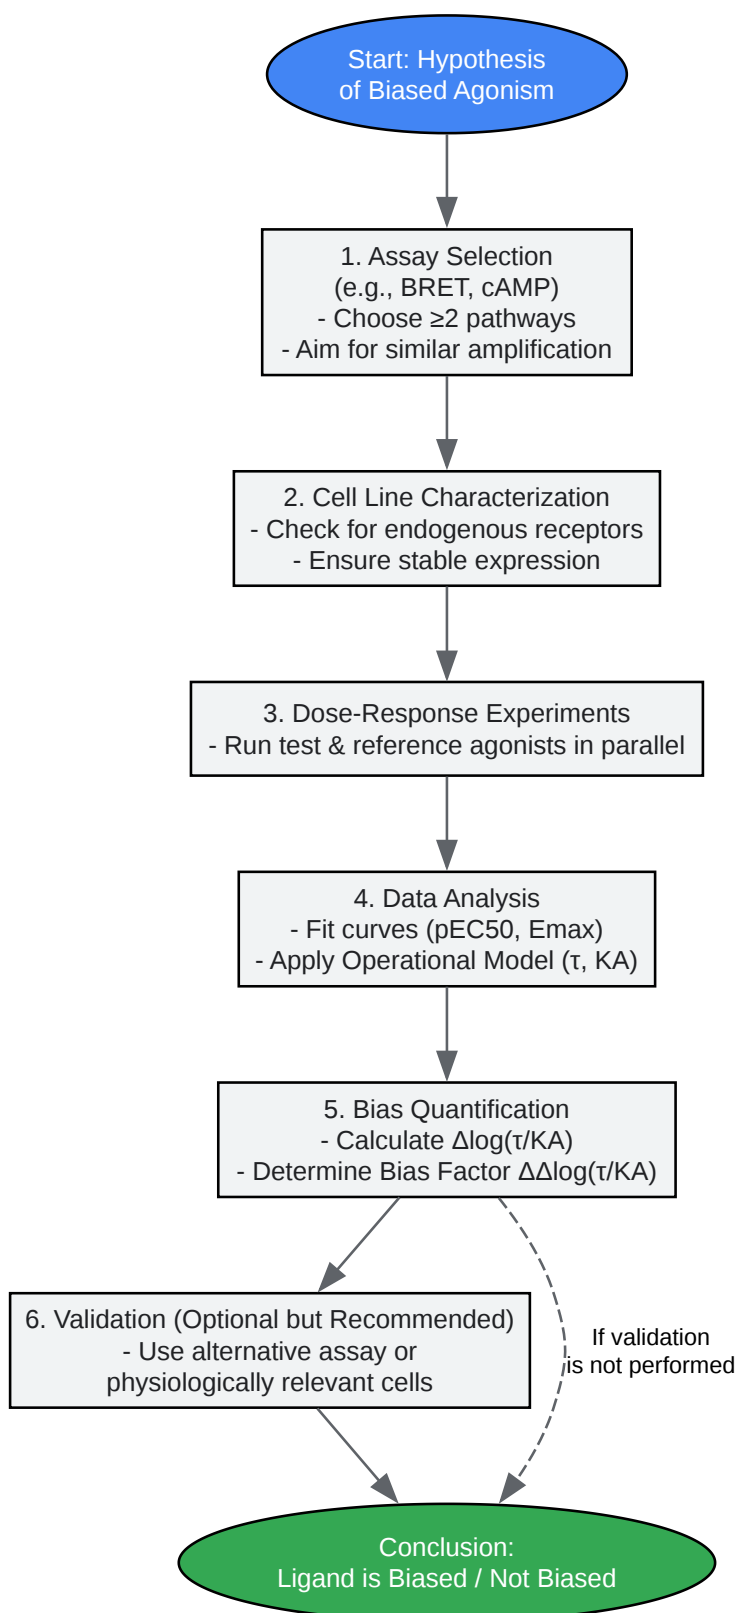 Start: Hypothesis
of Biased Agonism
1. Assay Selection
(e.g., BRET, cAMP)
- Choose ≥2 pathways
- Aim for similar amplification
2. Cell Line Characterization
- Check for endogenous receptors
- Ensure stable expression
3. Dose-Response Experiments
- Run test & reference agonists in parallel
4. Data Analysis
- Fit curves (pEC50, Emax)
- Apply Operational Model (τ, KA)
5. Bias Quantification
- Calculate Δlog(τ/KA)
- Determine Bias Factor ΔΔlog(τ/KA)
6. Validation (Optional but Recommended)
- Use alternative assay or
physiologically relevant cells
If validation
is not performed
Conclusion:
Ligand is Biased / Not Biased